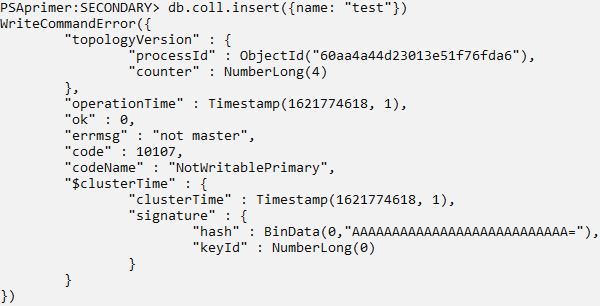 PSAprimer:SECONDARY> db.coll.insert({name: "test"})
WriteCommandError({
        "topologyVersion" : {
                "processId" : ObjectId("60aa4a44d23013e51f76fda6"),
                "counter" : NumberLong(4)
        },
        "operationTime" : Timestamp(1621774618, 1),
        "ok" : 0,
        "errmsg" : "not master",
        "code" : 10107,
        "codeName" : "NotWritablePrimary",
        "$clusterTime" : {
                "clusterTime" : Timestamp(1621774618, 1),
                "signature" : {
                        "hash" : BinData(0,"AAAAAAAAAAAAAAAAAAAAAAAAAAA="),
                        "keyId" : NumberLong(0)
                }
        }
})